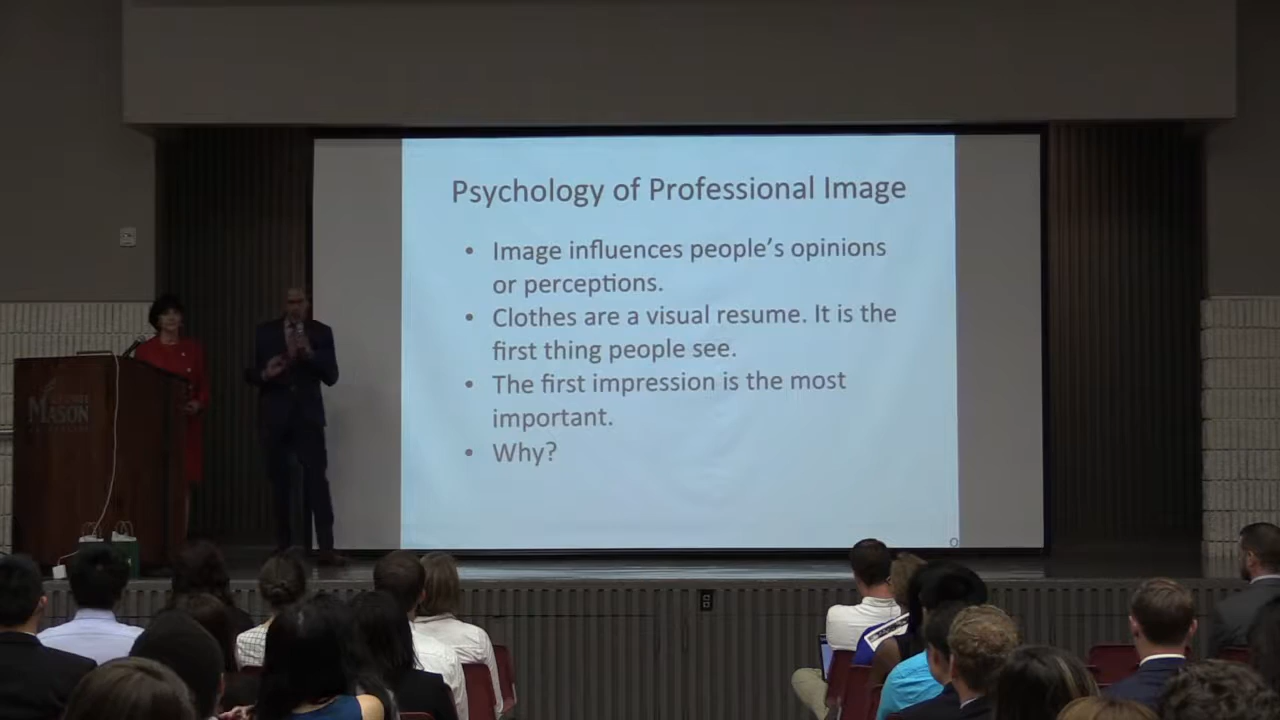 Psychology of Professional Image
• Image influences people's opinions
or perceptions.
• Clothes are a visual resume. It is the
first thing people see.
• The first impression is the most
important.
• Why?
MASON